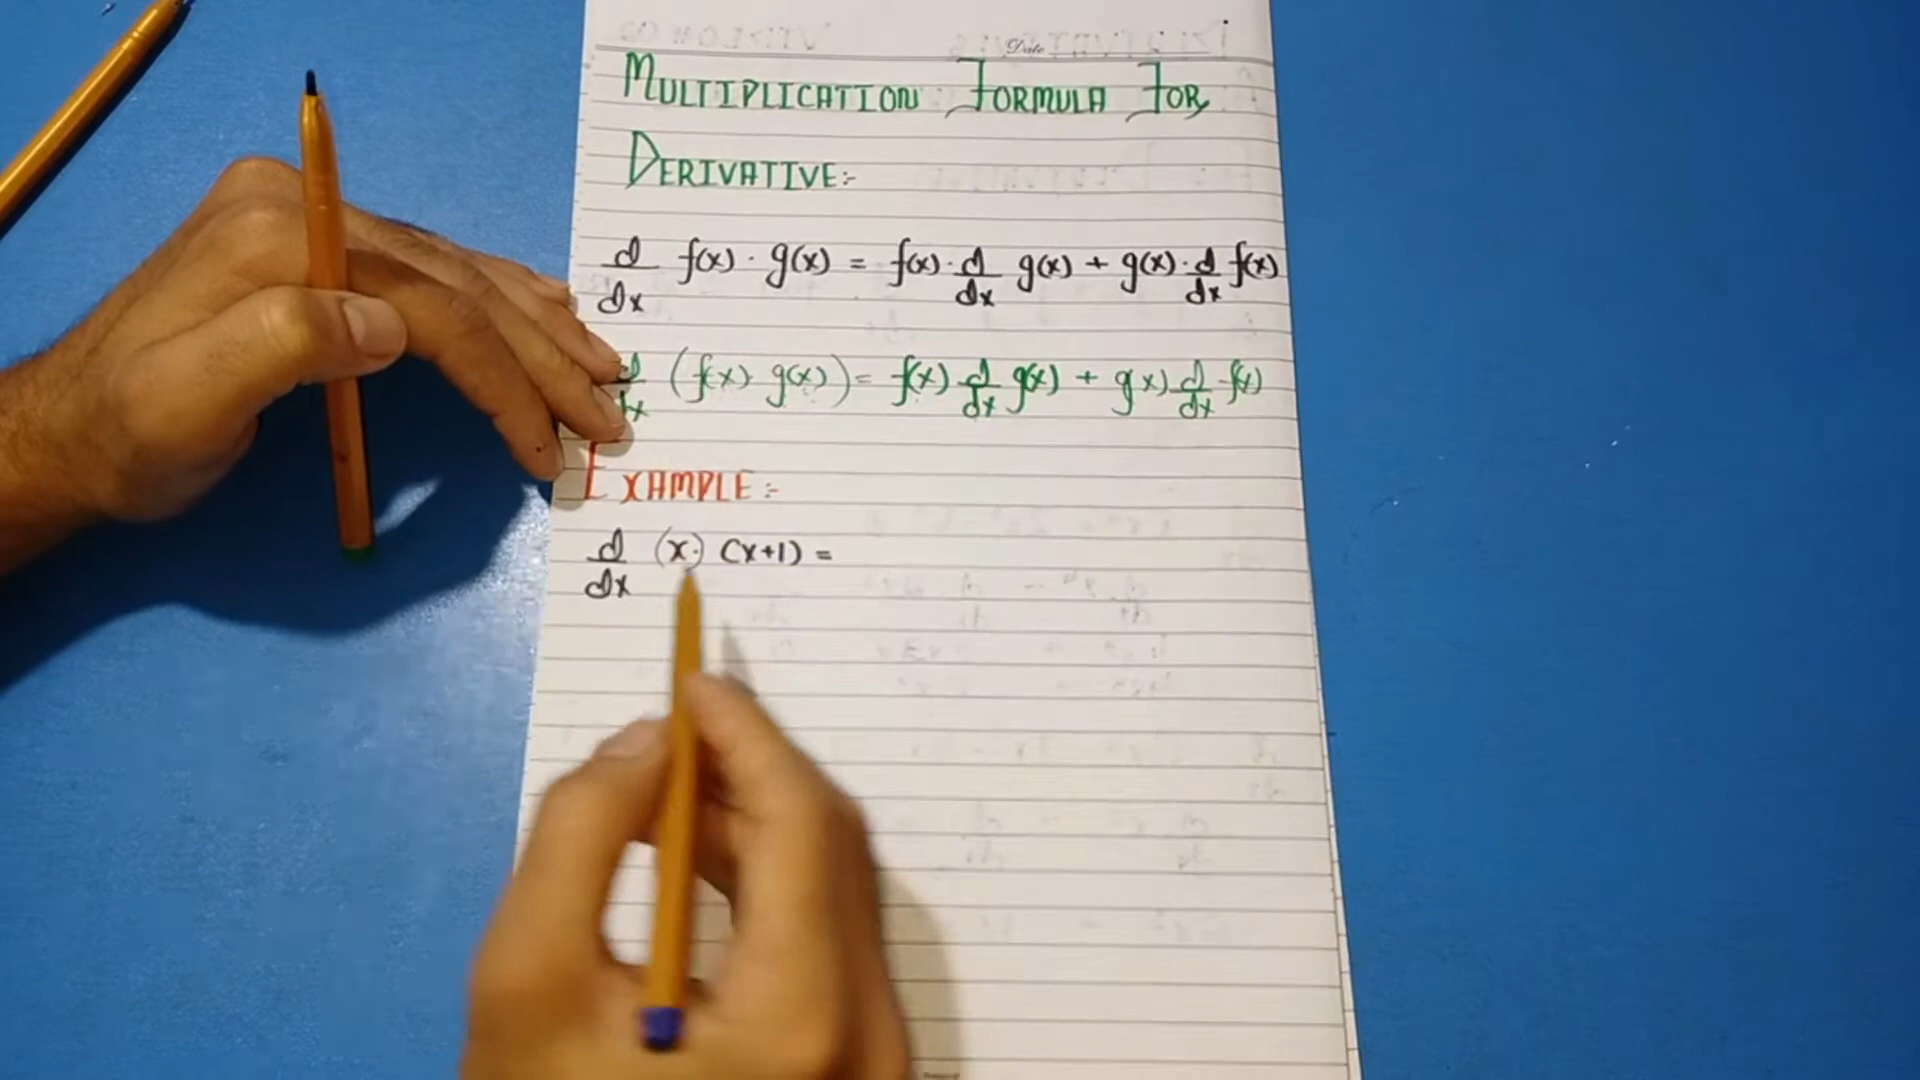 Date
MULTIPLICATION FORMULA FOR
DERIVATIVE:-
d/dx f(x) · g(x) = f(x) · d/dx g(x) + g(x) · d/dx f(x)
d/dx (f(x) g(x)) = f(x) d/dx g(x) + g(x) d/dx f(x)
EXAMPLE:-
d/dx (x·) (x+1) =